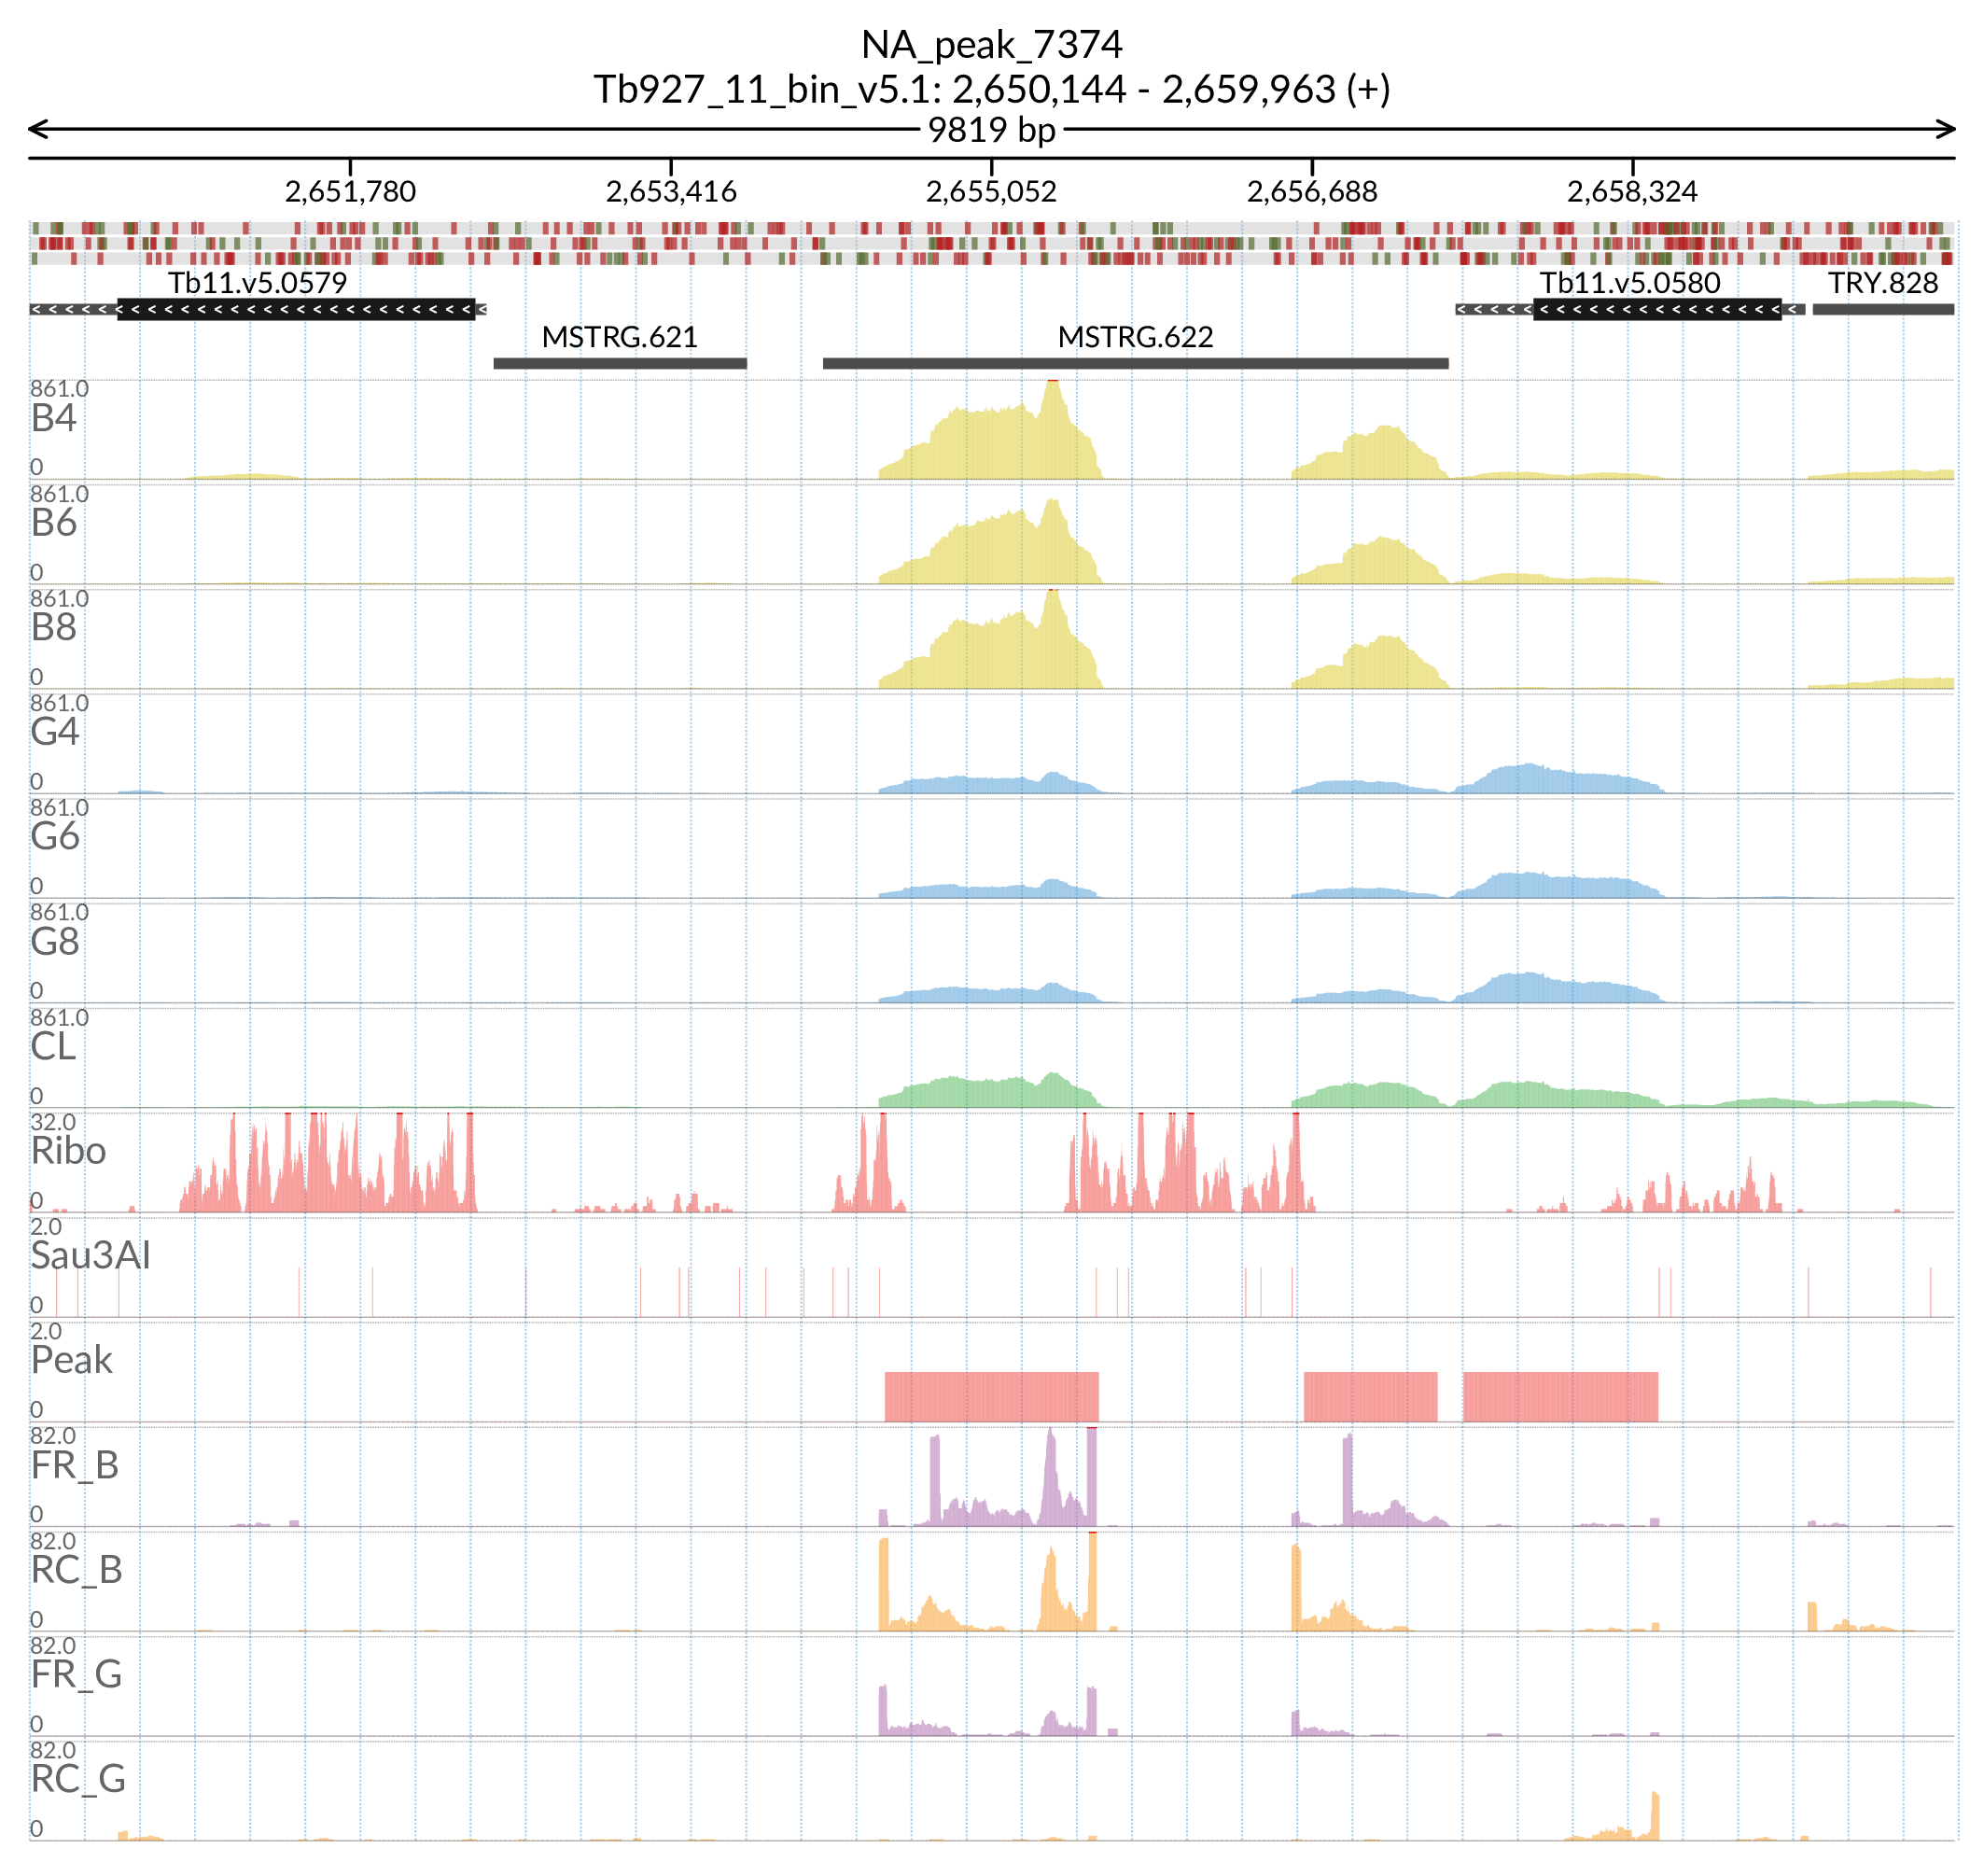 NA_peak_7374
Tb927_11_bin_v5.1: 2,650,144 - 2,659,963 (+)
9819 bp
2,651,780 2,653,416 2,655,052 2,656,688 2,658,324
Tb11.v5.0579 Tb11.v5.0580 TRY.828
MSTRG.621 MSTRG.622
861.0
B4
0
861.0
B6
0
861.0
B8
0
861.0
G4
0
861.0
G6
0
861.0
G8
0
861.0
CL
0
32.0
Ribo
0
2.0
Sau3AI
0
2.0
Peak
0
82.0
FR_B
0
82.0
RC_B
0
82.0
FR_G
0
82.0
RC_G
0